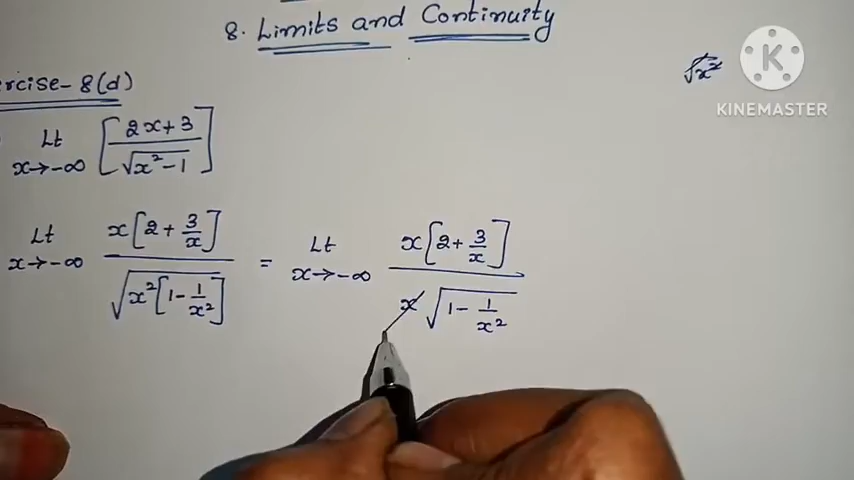 8. Limits and Continuity
ercise-8(d)
√x²
K
KINEMASTER
Lt x→-∞ [2x+3 / √x²-1]
Lt x→-∞ x[2+3/x] / √x²[1-1/x²] = Lt x→-∞ x[2+3/x] / x√1-1/x²